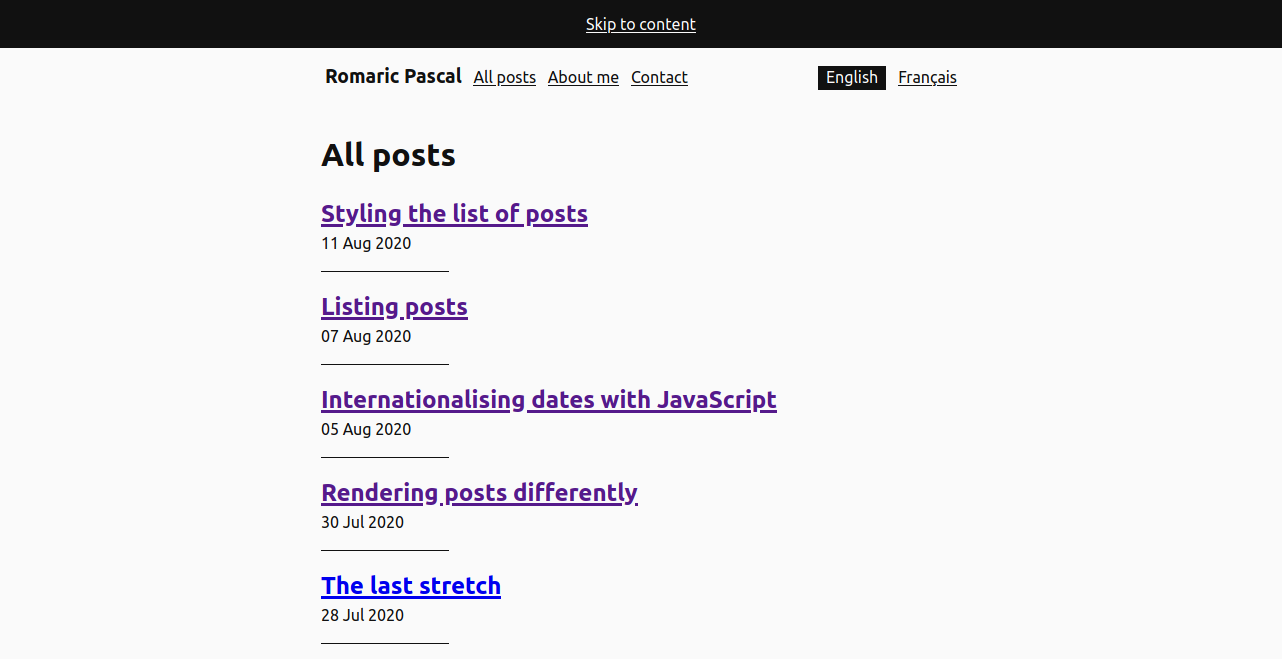 Skip to content
Romaric Pascal All posts About me Contact English Français
All posts
Styling the list of posts
11 Aug 2020
Listing posts
07 Aug 2020
Internationalising dates with JavaScript
05 Aug 2020
Rendering posts differently
30 Jul 2020
The last stretch
28 Jul 2020